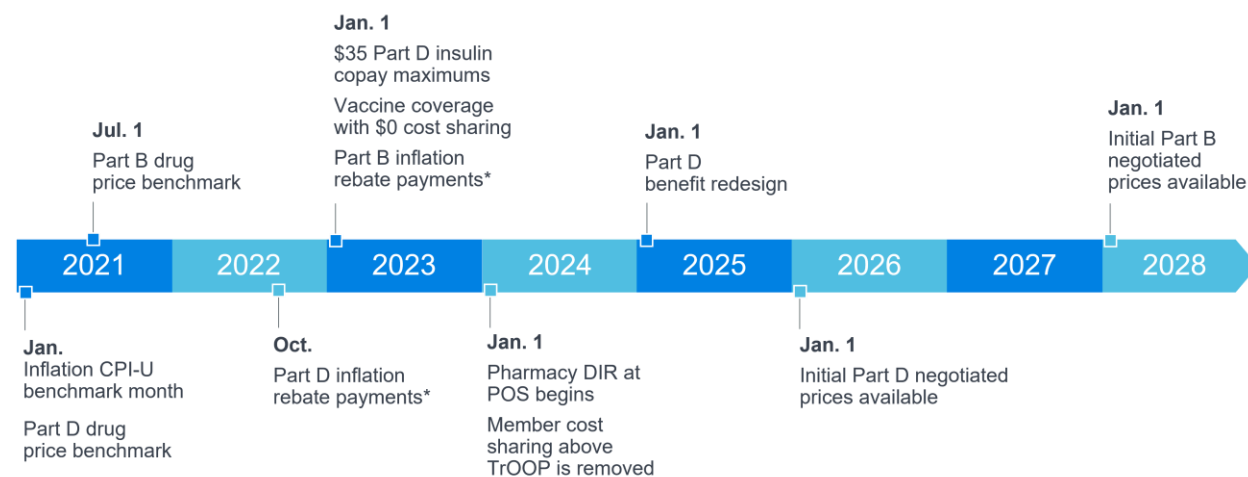 Jan. 1
$35 Part D insulin
copay maximums
Vaccine coverage
with $0 cost sharing
Part B inflation
rebate payments*
Jul. 1
Part B drug
price benchmark
Jan. 1
Part D
benefit redesign
Jan. 1
Initial Part B
negotiated
prices available
2021
2022
2023
2024
2025
2026
2027
2028
Jan.
Inflation CPI-U
benchmark month
Part D drug
price benchmark
Oct.
Part D inflation
rebate payments*
Jan. 1
Pharmacy DIR at
POS begins
Member cost
sharing above
TrOOP is removed
Jan. 1
Initial Part D negotiated
prices available